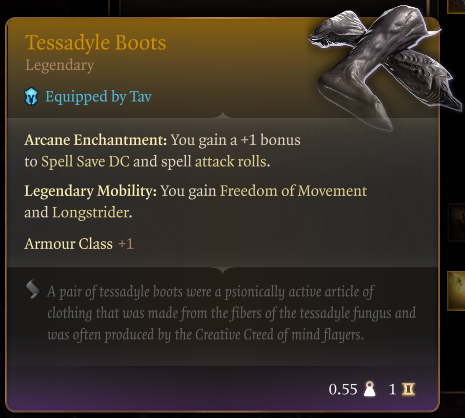 Tessadyle Boots
Legendary
Equipped by Tav
Arcane Enchantment: You gain a +1 bonus
to Spell Save DC and spell attack rolls.
Legendary Mobility: You gain Freedom of Movement
and Longstrider.
Armour Class +1
A pair of tessadyle boots were a psionically active article of
clothing that was made from the fibers of the tessadyle fungus and
was often produced by the Creative Creed of mind flayers.
0.55 1